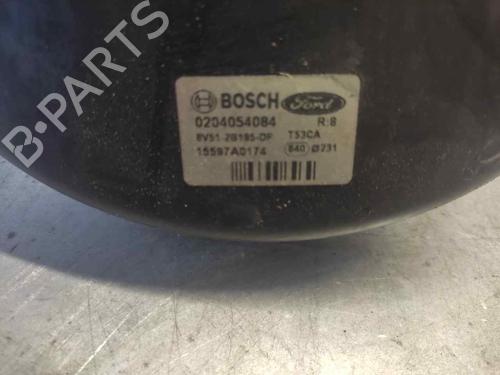 BOSCH Ford
0204054084 R:8
8V51-2B195-DF T53CA
15597A0174 840 Ø231
B-PARTS